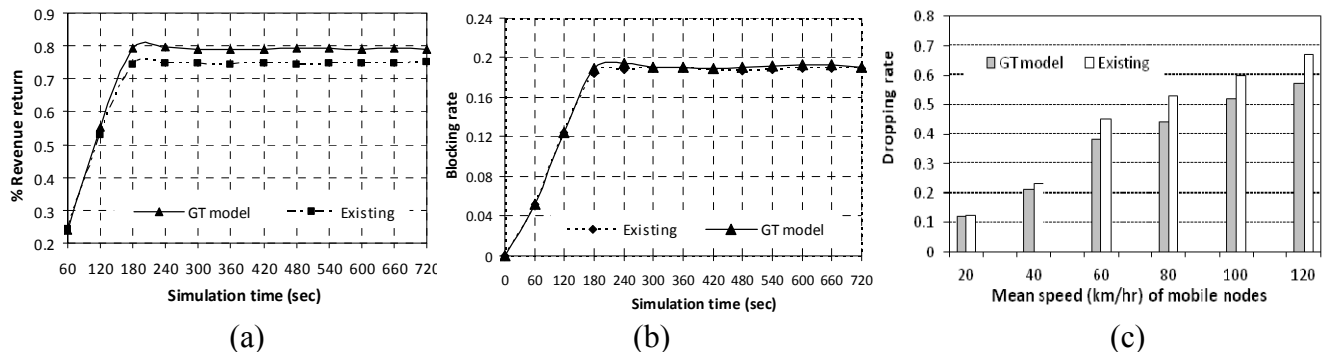 % Revenue return
0.9
0.8
0.7
0.6
0.5
0.4
0.3
0.2
GT model
Existing
60 120 180 240 300 360 420 480 540 600 660 720
Simulation time (sec)
(a)
Blocking rate
0.24
0.2
0.16
0.12
0.08
0.04
0
Existing
GT model
0 60 120 180 240 300 360 420 480 540 600 660 720
Simulation time (sec)
(b)
Dropping rate
0.8
0.7
0.6
0.5
0.4
0.3
0.2
0.1
0
GT model
Existing
20 40 60 80 100 120
Mean speed (km/hr) of mobile nodes
(c)